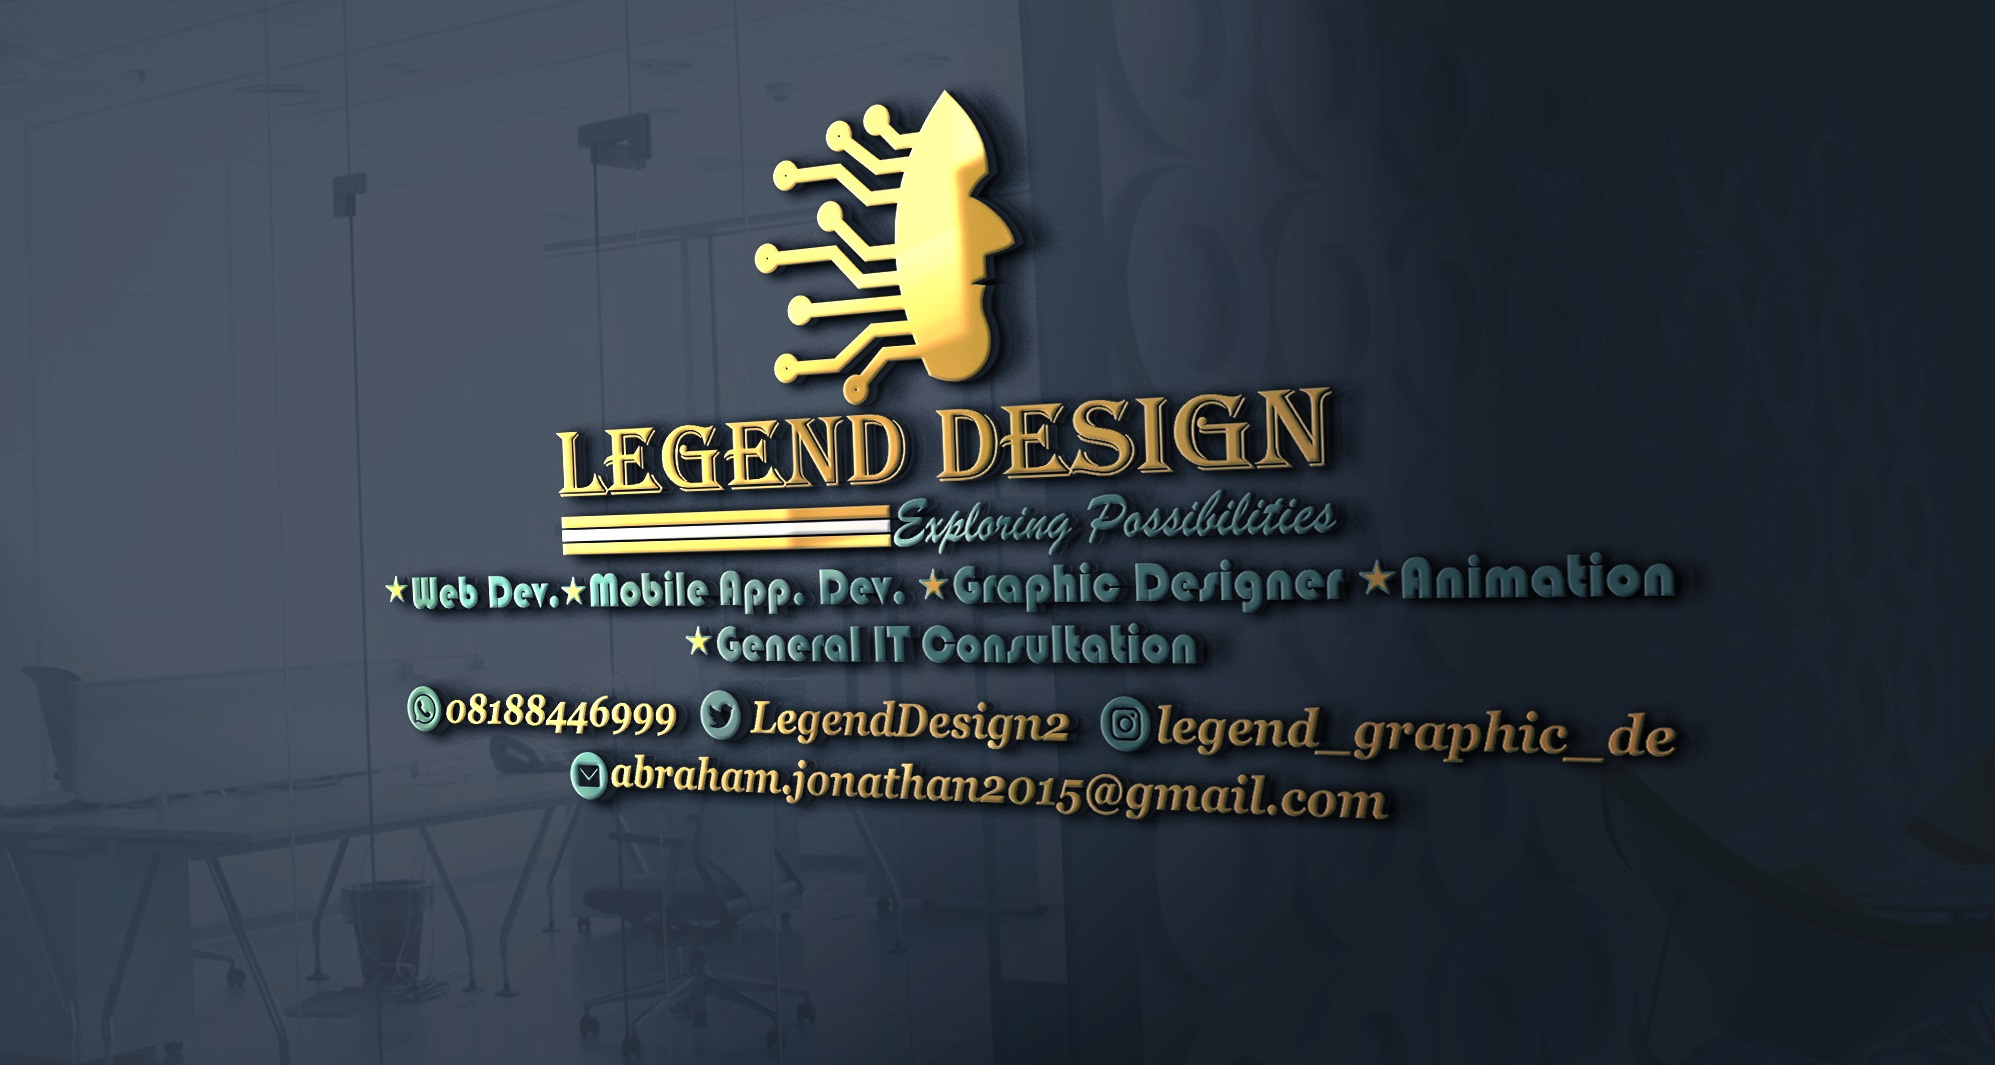 LEGEND DESIGN
Exploring Possibilities
★Web Dev.★Mobile App. Dev. ★Graphic Designer ★Animation
★General IT Consultation
08188446999 LegendDesign2 legend_graphic_de
abraham.jonathan2015@gmail.com